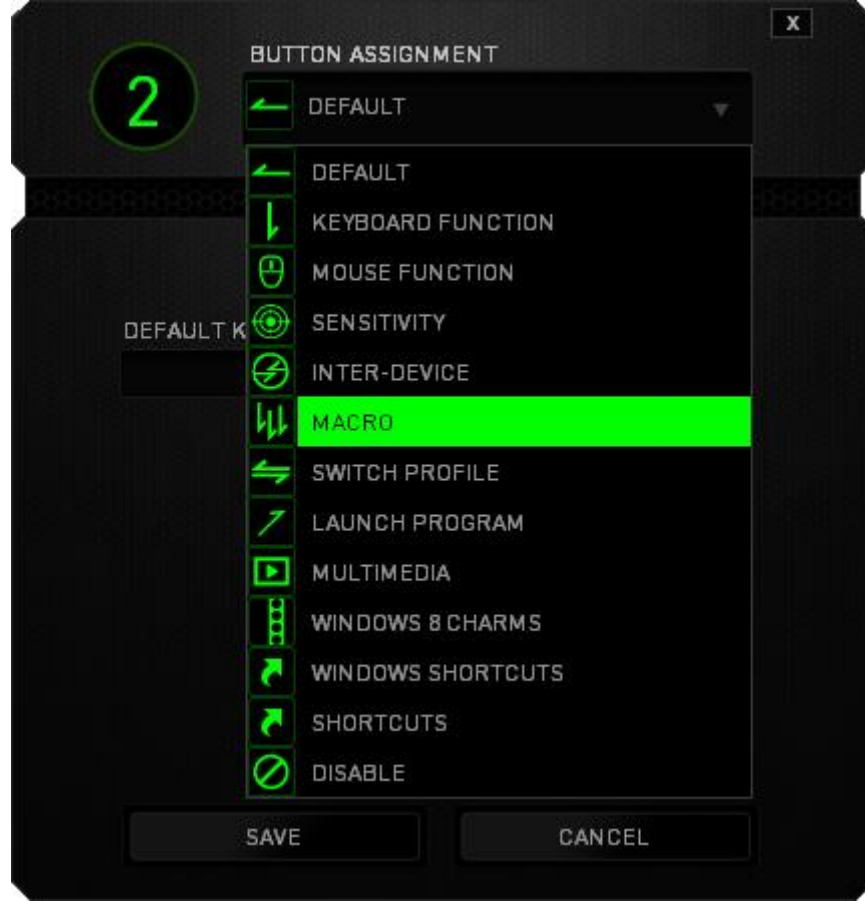 X
BUTTON ASSIGNMENT
2
DEFAULT
DEFAULT
KEYBOARD FUNCTION
MOUSE FUNCTION
SENSITIVITY
DEFAULT K
INTER-DEVICE
MACRO
SWITCH PROFILE
LAUNCH PROGRAM
MULTIMEDIA
WINDOWS 8 CHARMS
WINDOWS SHORTCUTS
SHORTCUTS
DISABLE
SAVE
CANCEL